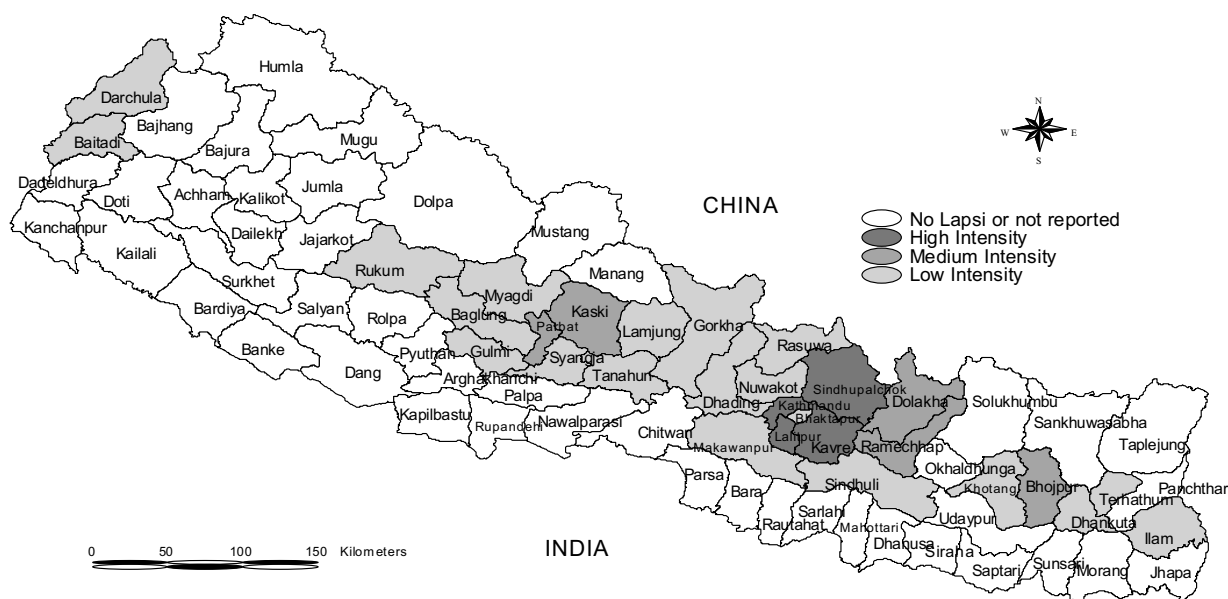 Humla
Darchula
Bajhang
Baitadi
Bajura
Mugu
Dadeldhura
Doti
Achham
Kalikot
Jumla
Dolpa
Kanchanpur
Kailali
Dailekh
Jajarkot
Mustang
CHINA
N
W E
S
No Lapsi or not reported
High Intensity
Medium Intensity
Low Intensity
Surkhet
Rukum
Manang
Bardiya
Salyan
Rolpa
Myagdi
Baglung
Parbat
Kaski
Lamjung
Gorkha
Rasuwa
Banke
Dang
Pyuthan
Gulmi
Syangja
Tanahun
Nuwakot
Sindhupalchok
Dolakha
Solukhumbu
Sankhuwasabha
Taplejung
Arghakhanchi
Palpa
Dhading
Kathmandu
Bhaktapur
Kapilbastu
Rupandehi
Nawalparasi
Chitwan
Makawanpur
Lalitpur
Kavre
Ramechhap
Okhaldhunga
Khotang
Bhojpur
Terhathum
Panchthar
Parsa
Bara
Rautahat
Sarlahi
Sindhuli
Mahottari
Dhanusa
Siraha
Udaypur
Saptari
Sunsari
Dhankuta
Morang
Ilam
Jhapa
INDIA
0 50 100 150 Kilometers